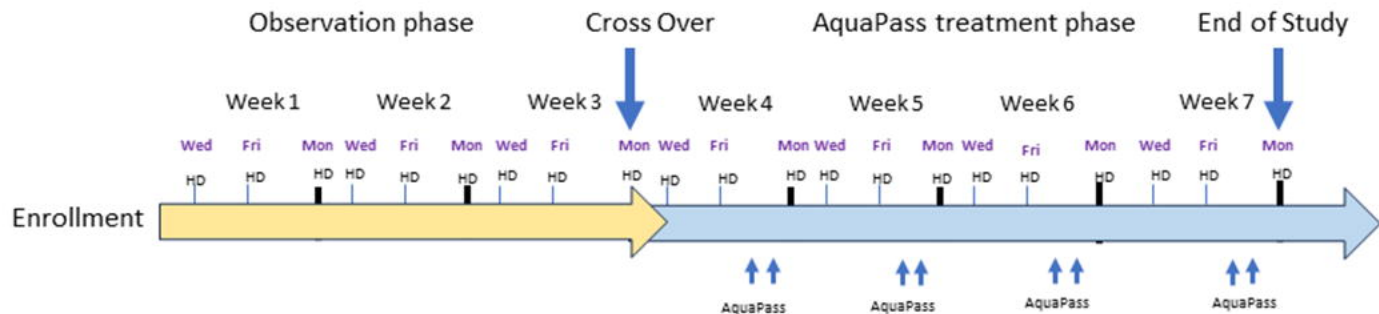 Observation phase Cross Over AquaPass treatment phase End of Study
Week 1 Week 2 Week 3 Week 4 Week 5 Week 6 Week 7
Wed Fri Mon Wed Fri Mon Wed Fri Mon Wed Fri Mon Wed Fri Mon Wed Fri Mon Wed Fri Mon
HD HD HD HD HD HD HD HD HD HD HD HD HD HD HD HD HD HD HD HD HD
Enrollment
AquaPass AquaPass AquaPass AquaPass